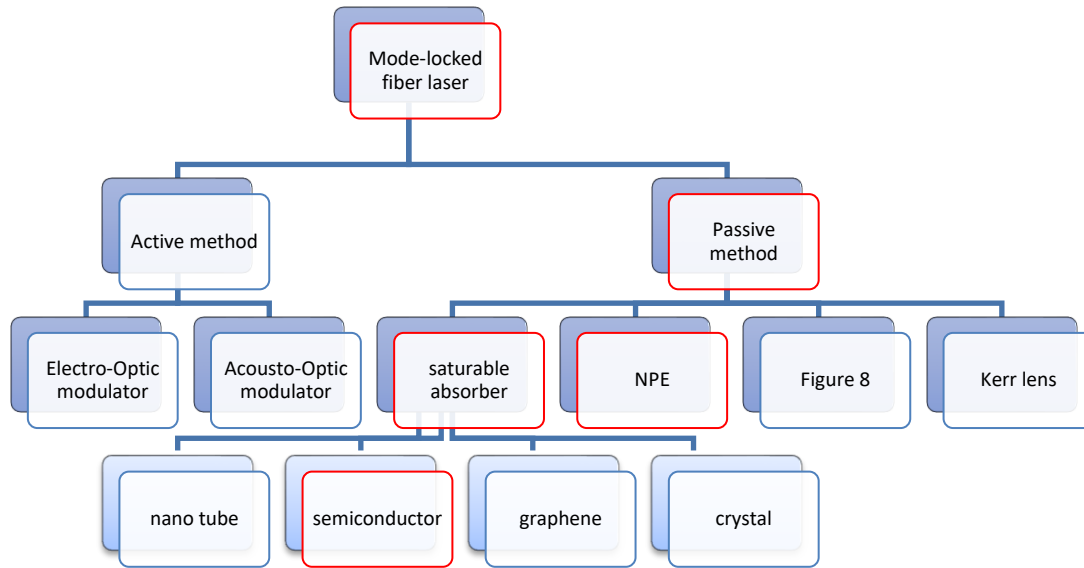 Mode-locked
fiber laser
Active method
Passive
method
Electro-Optic
modulator
Acousto-Optic
modulator
saturable
absorber
NPE
Figure 8
Kerr lens
nano tube
semiconductor
graphene
crystal